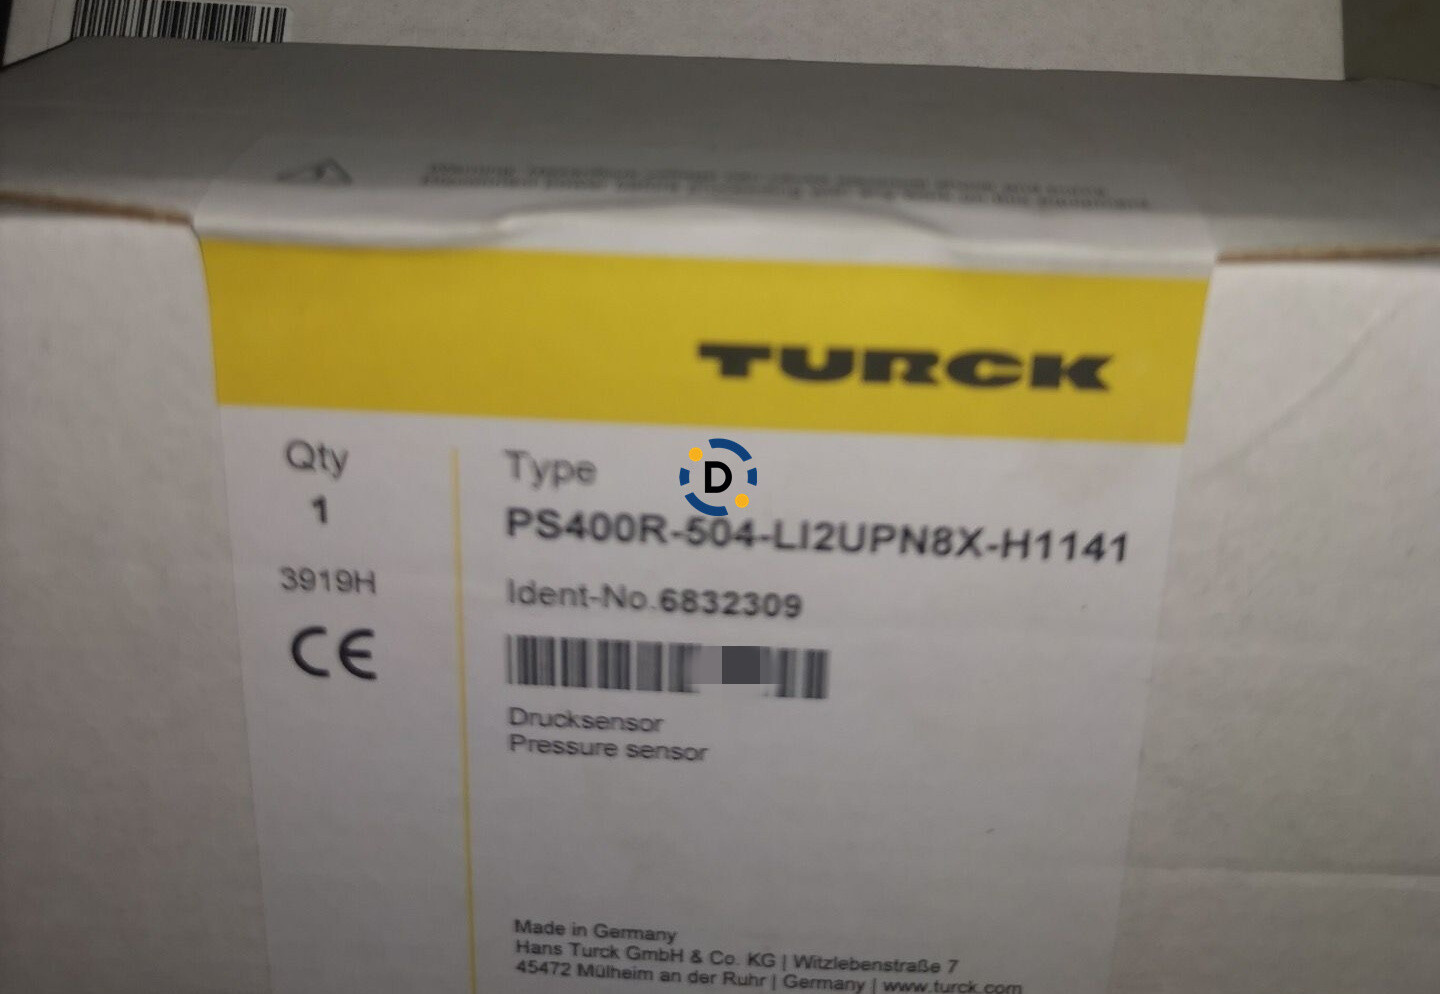 TURCK
Qty
1
3919H
CE
Type
D
PS400R-504-LI2UPN8X-H1141
Ident-No.6832309
Drucksensor
Pressure sensor
Made in Germany
Hans Turck GmbH & Co. KG | Witzlebenstraße 7
45472 Mülheim an der Ruhr | Germany | www.turck.com